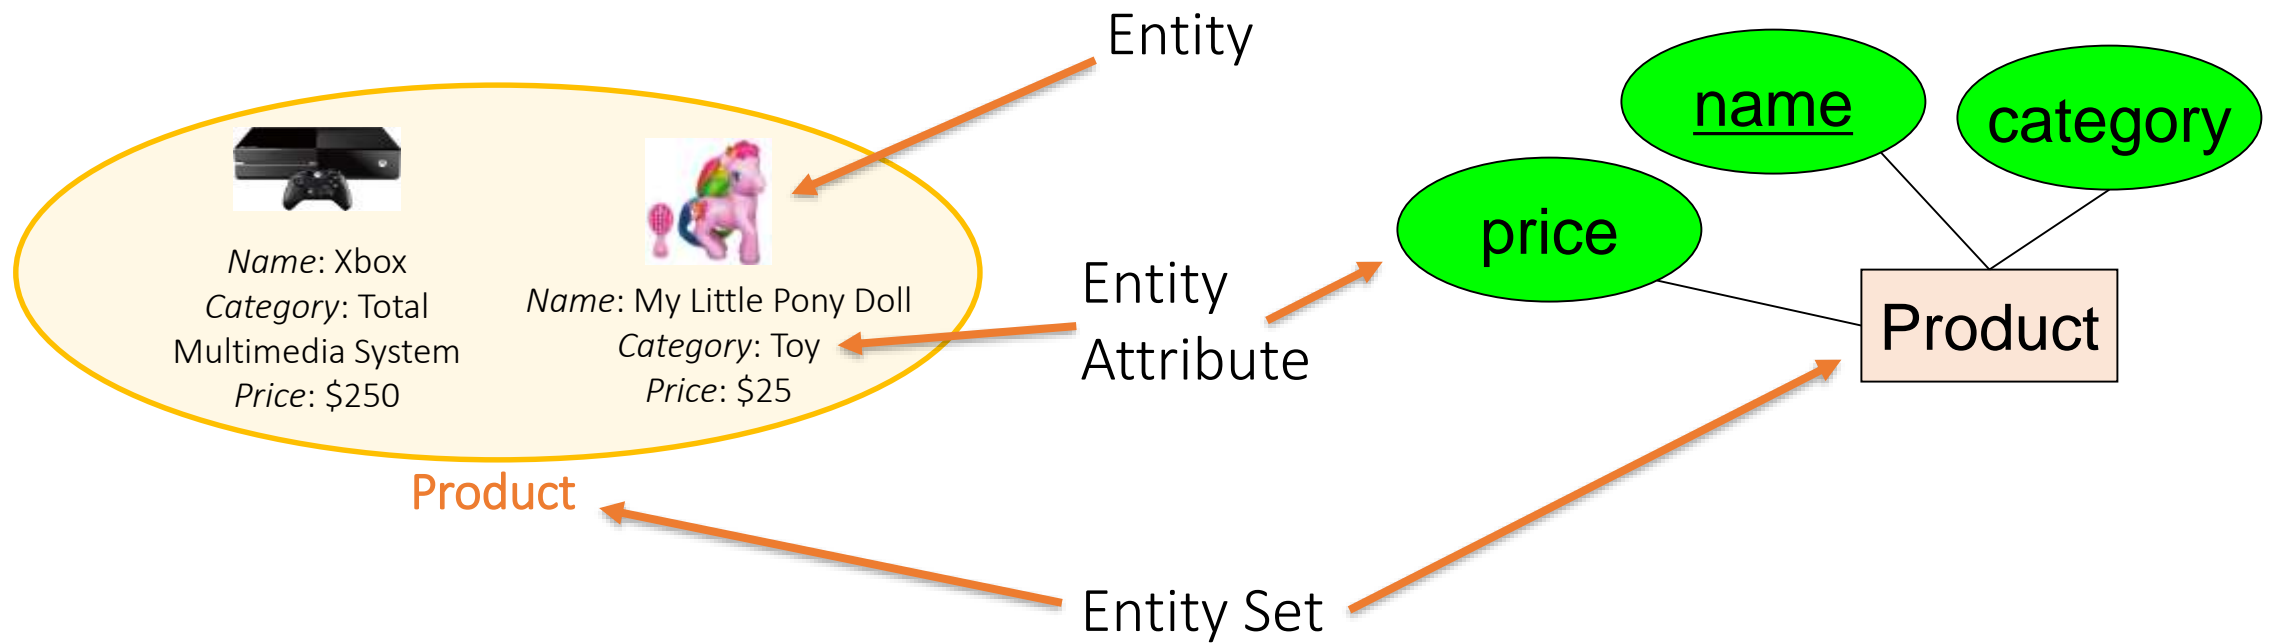 Entity
name
category
price
Name: Xbox
Category: Total
Multimedia System
Price: $250
Name: My Little Pony Doll
Category: Toy
Price: $25
Entity
Attribute
Product
Product
Entity Set